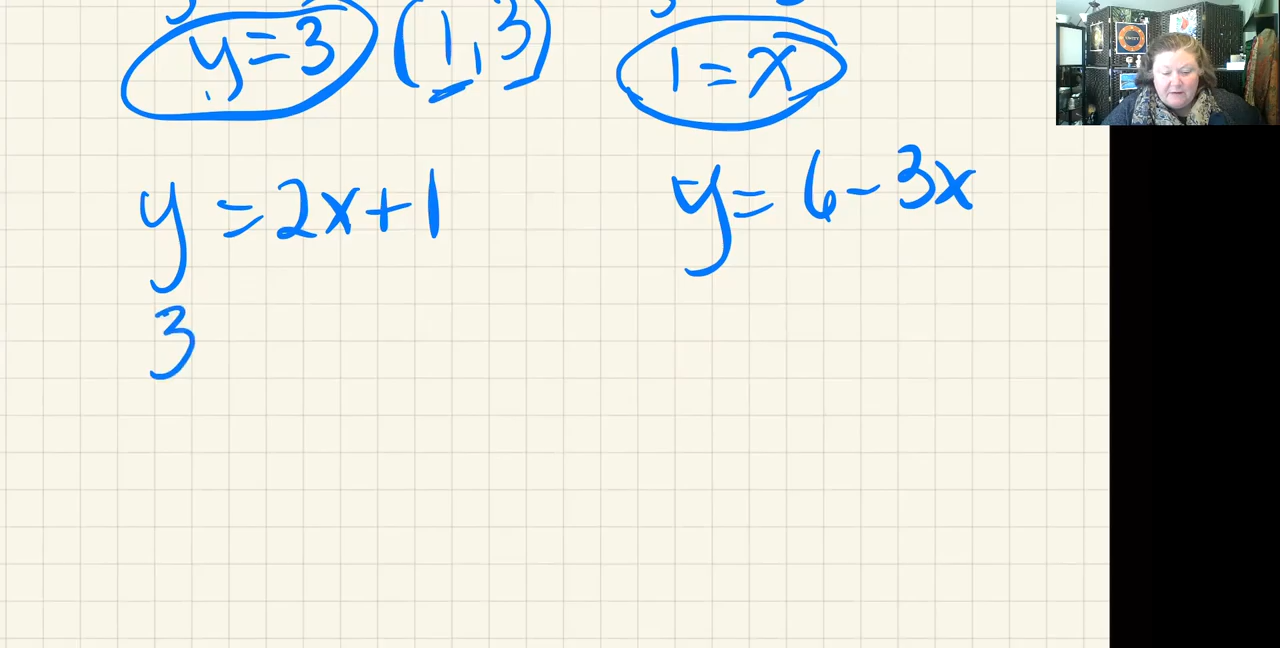 y=3 (1,3) 1=x
y=2x+1 y=6-3x
3